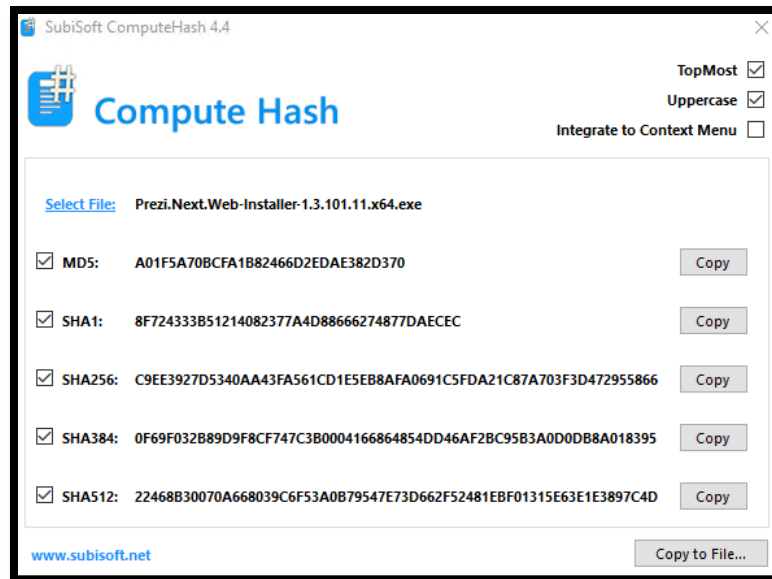 SubiSoft ComputeHash 4.4
Compute Hash
TopMost
Uppercase
Integrate to Context Menu
Select File: Prezi.Next.Web-Installer-1.3.101.11.x64.exe
MD5: A01F5A70BCFA1B82466D2EDAE382D370 Copy
SHA1: 8F724333B51214082377A4D88666274877DAECEC Copy
SHA256: C9EE3927D5340AA43FA561CD1E5EB8AFA0691C5FDA21C87A703F3D472955866 Copy
SHA384: 0F69F032B89D9F8CF747C3B0004166864854DD46AF2BC95B3A0D0DB8A018395 Copy
SHA512: 22468B30070A668039C6F53A0B79547E73D662F52481EBF01315E63E1E3897C4D Copy
www.subisoft.net Copy to File...